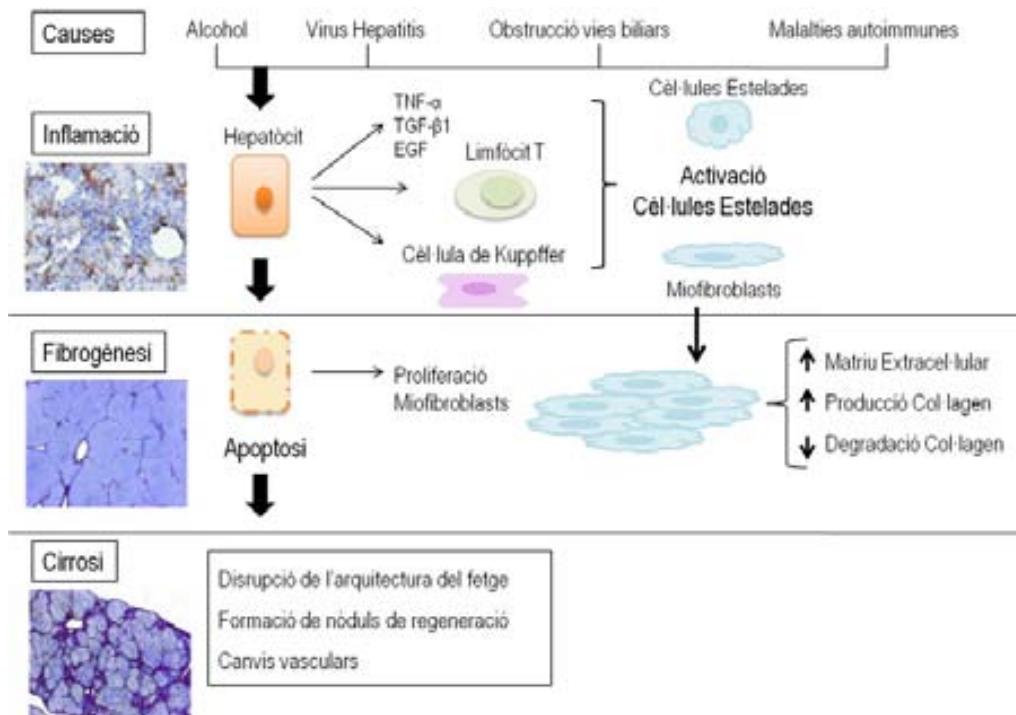 Causes
Alcohol
Virus Hepatitis
Obstrucció vies biliars
Malalties autoimmunes
Inflamació
Hepatòcit
TNF-α
TGF-β1
EGF
Limfòcit T
Cèl·lula de Kuppffer
Cèl·lules Estelades
Activació
Cèl·lules Estelades
Miofibroblasts
Fibrogènesi
Apoptosi
Proliferació
Miofibroblasts
Matriu Extracel·lular
Producció Col·lagen
Degradació Col·lagen
Cirrosi
Disrupció de l'arquitectura del fetge
Formació de nòduls de regeneració
Canvis vasculars